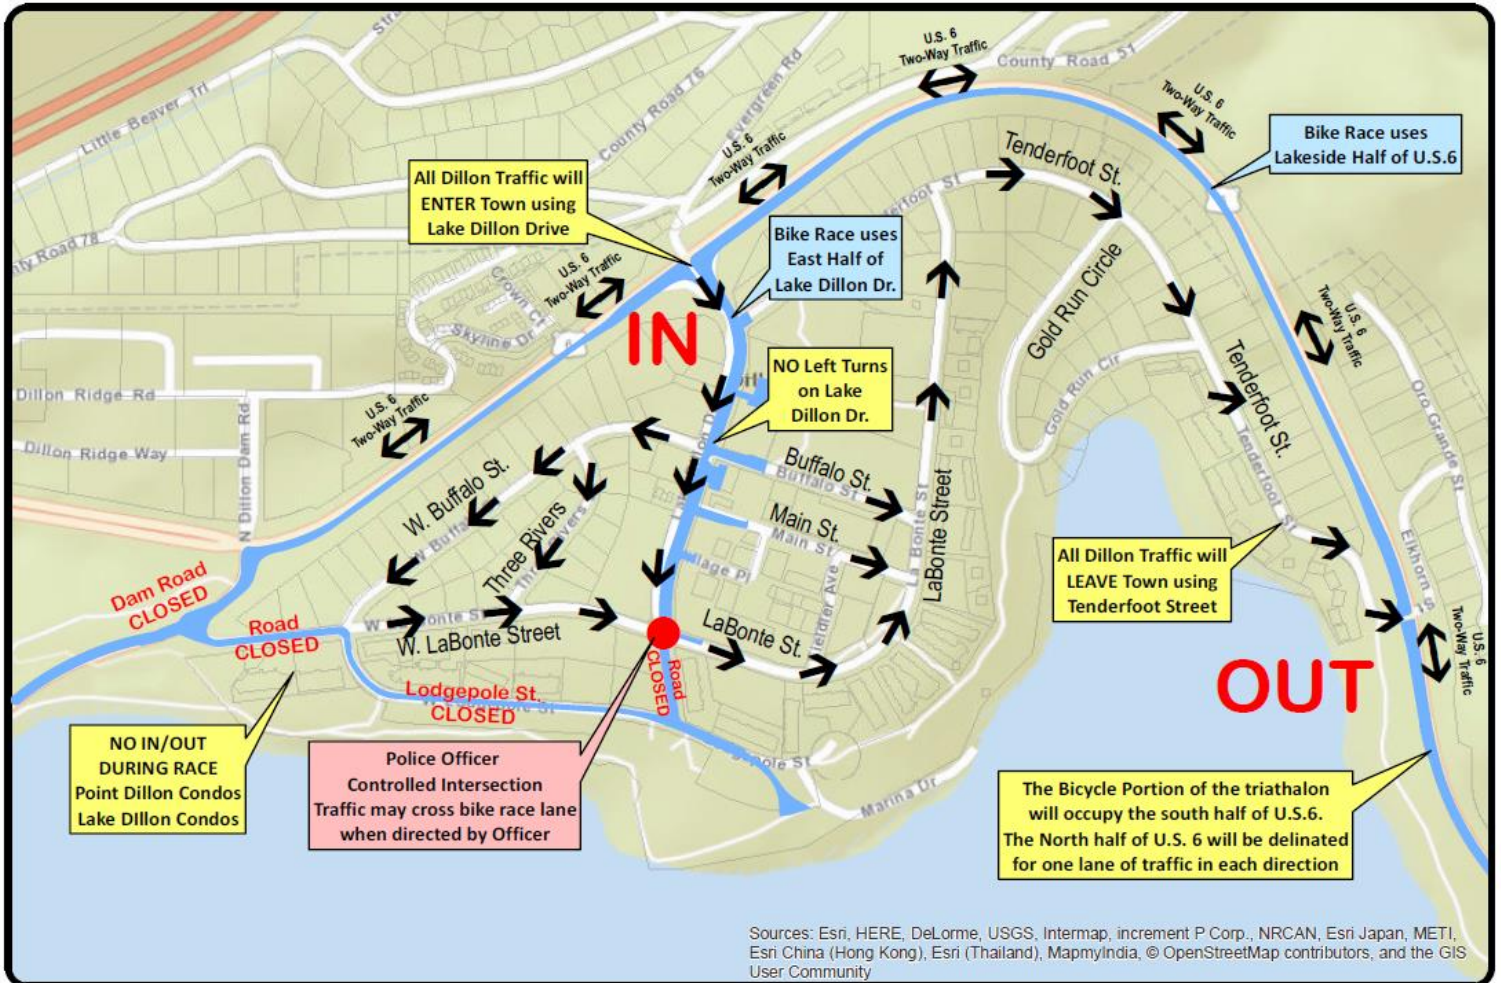 Little Beaver Trl
County Road 76
Evergreen Rd
U.S. 6
Two-Way Traffic
County Road 51
U.S. 6
Two-Way Traffic
Bike Race uses
Lakeside Half of U.S.6
U.S. 6
Two-Way Traffic
Tenderfoot St.
All Dillon Traffic will
ENTER Town using
Lake Dillon Drive
Bike Race uses
East Half of
Lake Dillon Dr.
U.S. 6
Two-Way Traffic
Crown Ct
Skyline Dr
6
IN
Gold Run Circle
Gold Run Cir
U.S. 6
Two-Way Traffic
Tenderfoot St.
Tenderfoot St
Oro Grande St
Dillon Ridge Rd
Dillon Ridge Way
N Dillon Dam Rd
U.S. 6
Two-Way Traffic
NO Left Turns
on Lake
Dillon Dr.
W. Buffalo St.
Three Rivers
Buffalo St.
Buffalo St
Main St.
Main St
La Bonte St
LaBonte Street
All Dillon Traffic will
LEAVE Town using
Tenderfoot Street
Dam Road
CLOSED
Road
CLOSED
W. LaBonte Street
LaBonte St.
Road
CLOSED
Lodgepole St.
CLOSED
U.S. 6
Two-Way Traffic
OUT
NO IN/OUT
DURING RACE
Point Dillon Condos
Lake DIllon Condos
Police Officer
Controlled Intersection
Traffic may cross bike race lane
when directed by Officer
Marina Dr
The Bicycle Portion of the triathalon
will occupy the south half of U.S.6.
The North half of U.S. 6 will be delinated
for one lane of traffic in each direction
Sources: Esri, HERE, DeLorme, USGS, Intermap, increment P Corp., NRCAN, Esri Japan, METI,
Esri China (Hong Kong), Esri (Thailand), MapmyIndia, © OpenStreetMap contributors, and the GIS
User Community